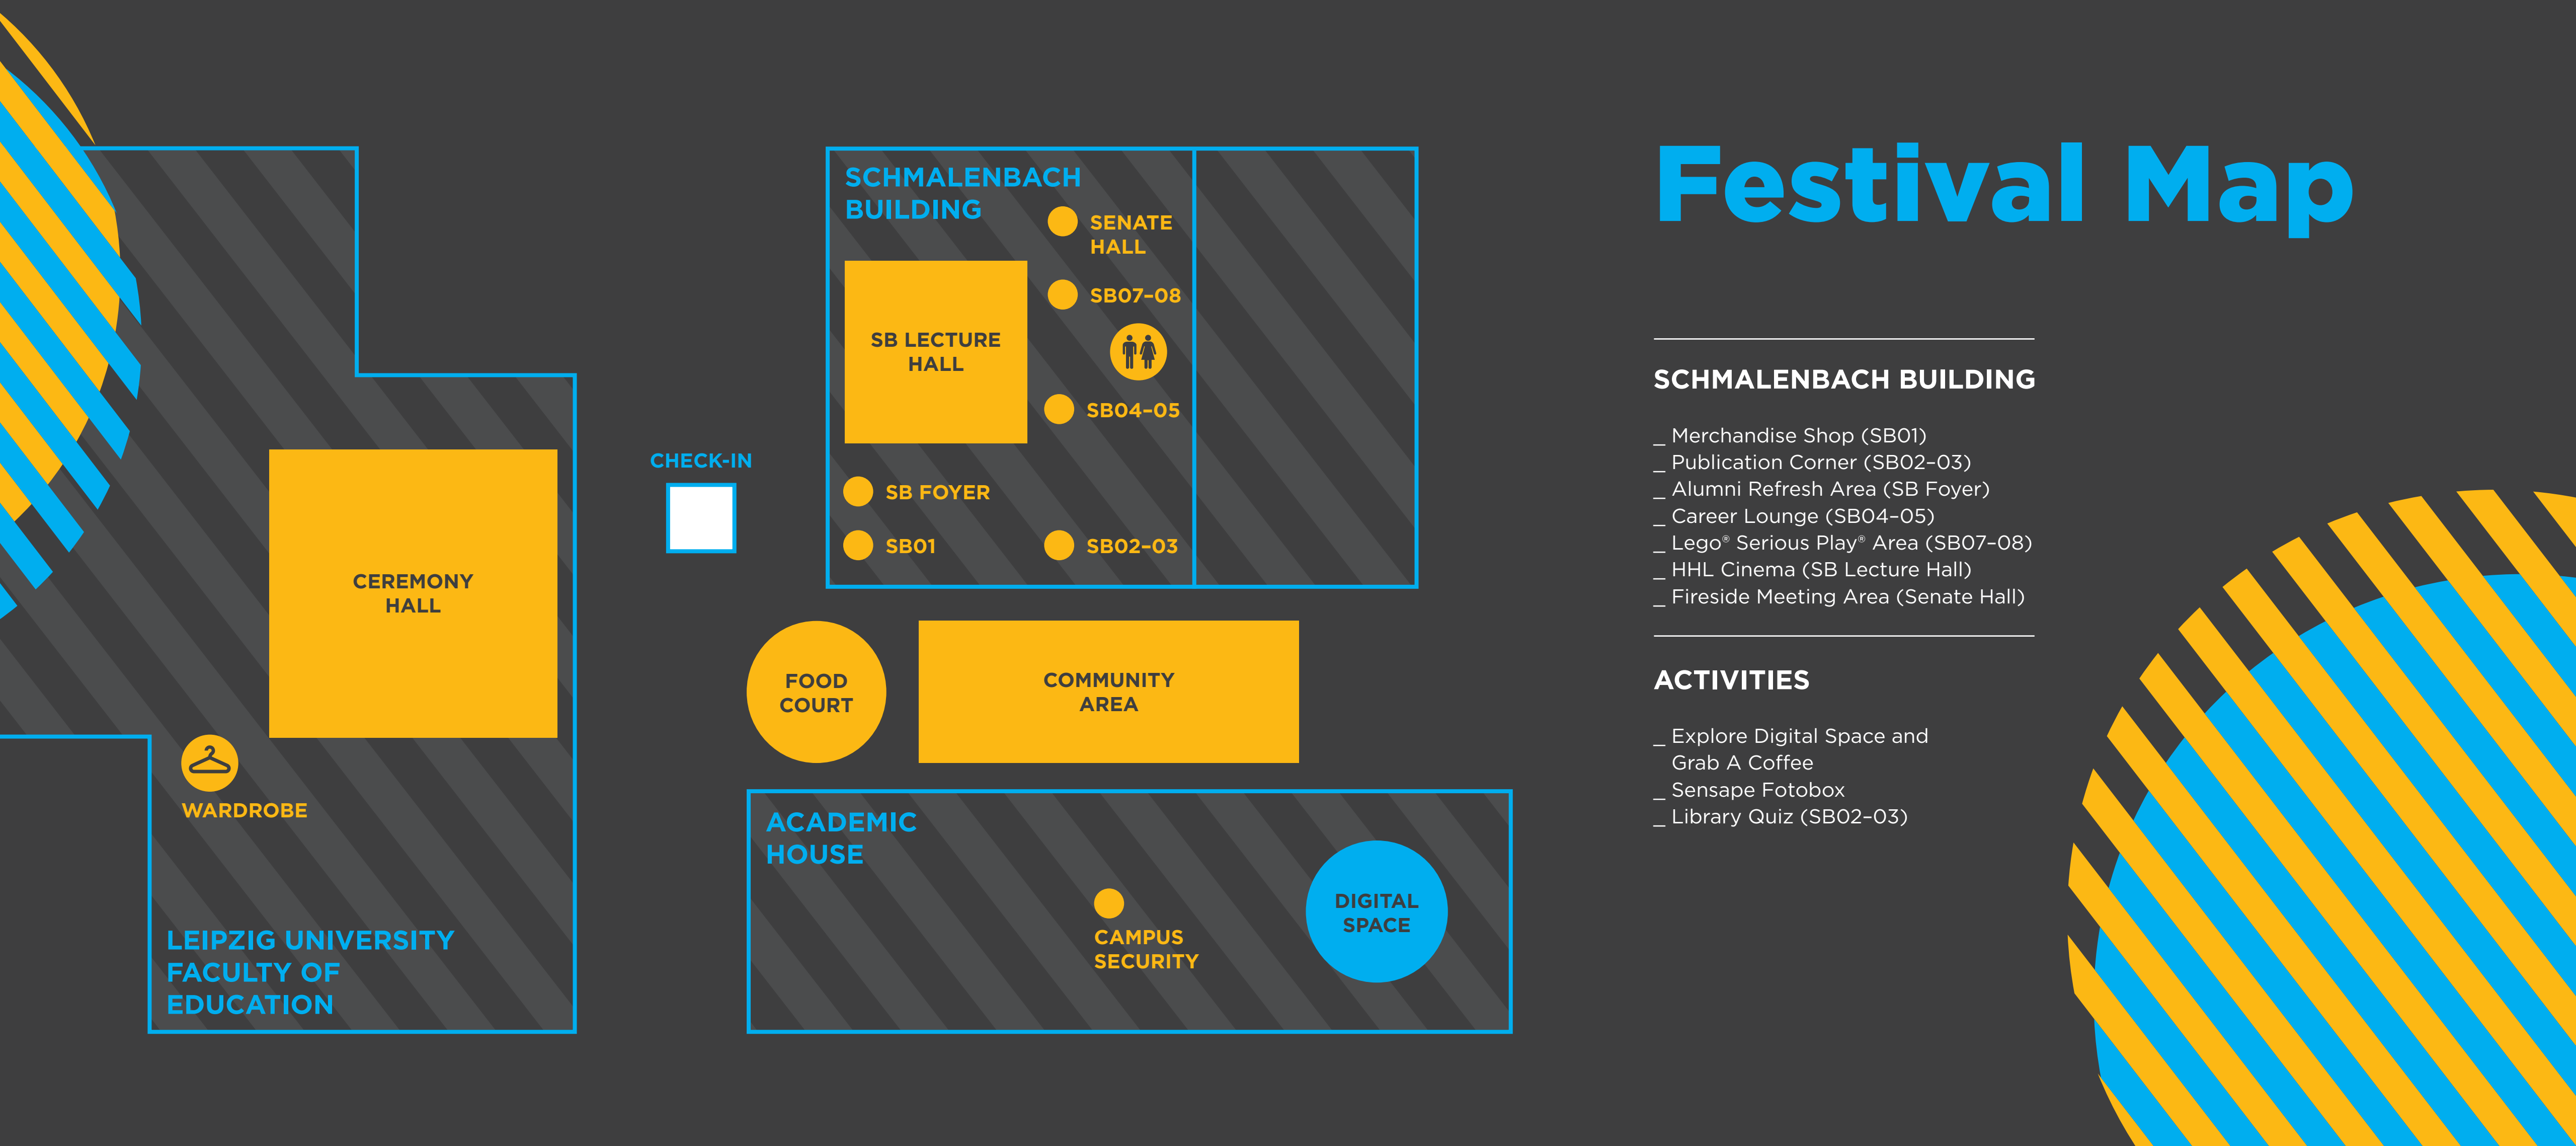 Festival Map
SCHMALENBACH
BUILDING
SENATE
HALL
SB07–08
SB LECTURE
HALL
SB04–05
SB FOYER
SB01
SB02–03
CHECK-IN
CEREMONY
HALL
WARDROBE
LEIPZIG UNIVERSITY
FACULTY OF
EDUCATION
FOOD
COURT
COMMUNITY
AREA
ACADEMIC
HOUSE
CAMPUS
SECURITY
DIGITAL
SPACE
SCHMALENBACH BUILDING
_ Merchandise Shop (SB01)
_ Publication Corner (SB02–03)
_ Alumni Refresh Area (SB Foyer)
_ Career Lounge (SB04–05)
_ Lego® Serious Play® Area (SB07–08)
_ HHL Cinema (SB Lecture Hall)
_ Fireside Meeting Area (Senate Hall)
ACTIVITIES
_ Explore Digital Space and
Grab A Coffee
_ Sensape Fotobox
_ Library Quiz (SB02–03)